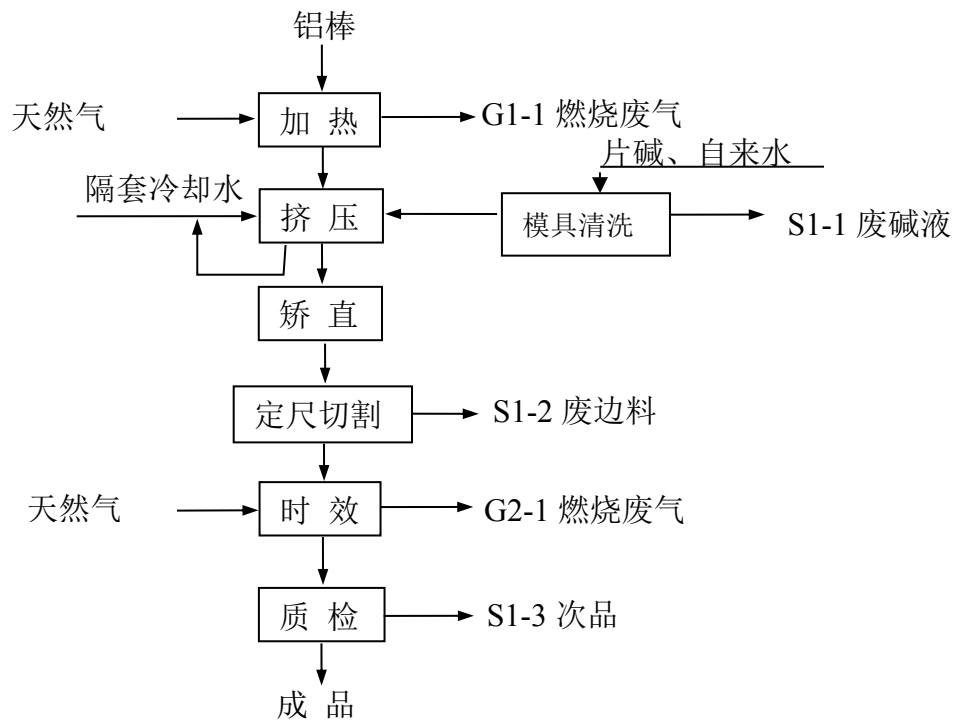 铝棒
天然气
加 热
G1-1 燃烧废气
片碱、自来水
隔套冷却水
挤 压
模具清洗
S1-1 废碱液
矫 直
定尺切割
S1-2 废边料
天然气
时 效
G2-1 燃烧废气
质 检
S1-3 次品
成 品